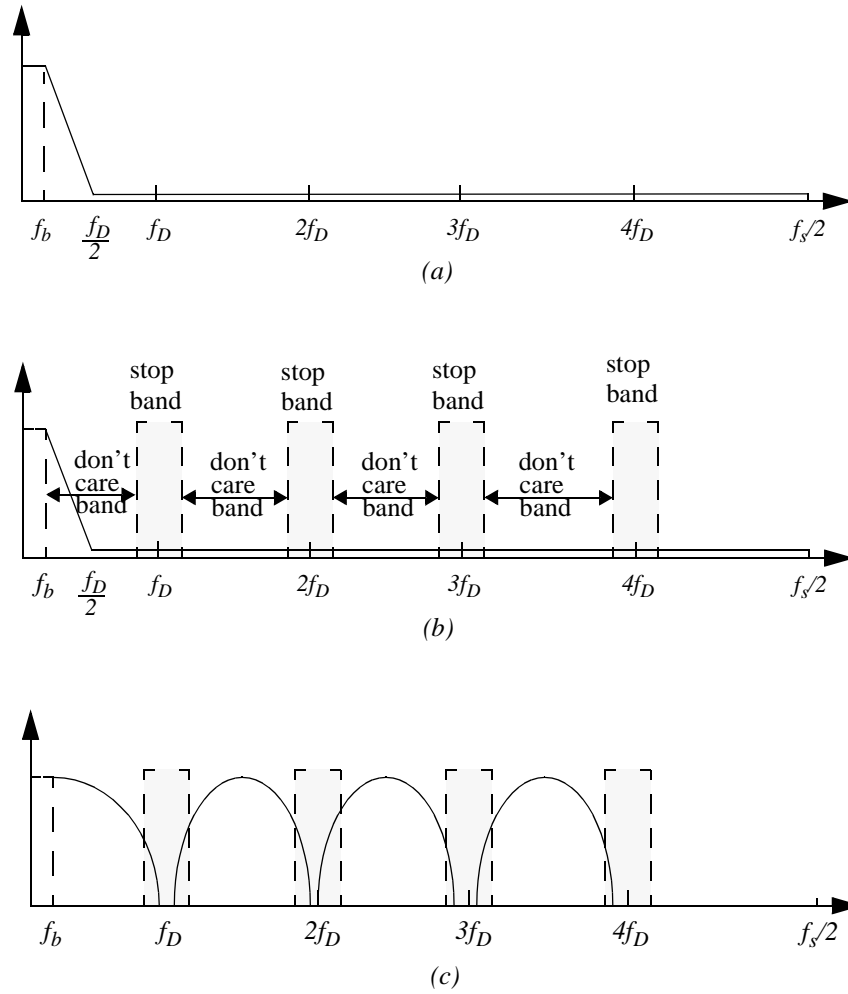 f_b f_D/2 f_D 2f_D 3f_D 4f_D f_s/2
(a)
stop band stop band stop band stop band
don't care band don't care band don't care band don't care band
f_b f_D/2 f_D 2f_D 3f_D 4f_D f_s/2
(b)
f_b f_D 2f_D 3f_D 4f_D f_s/2
(c)